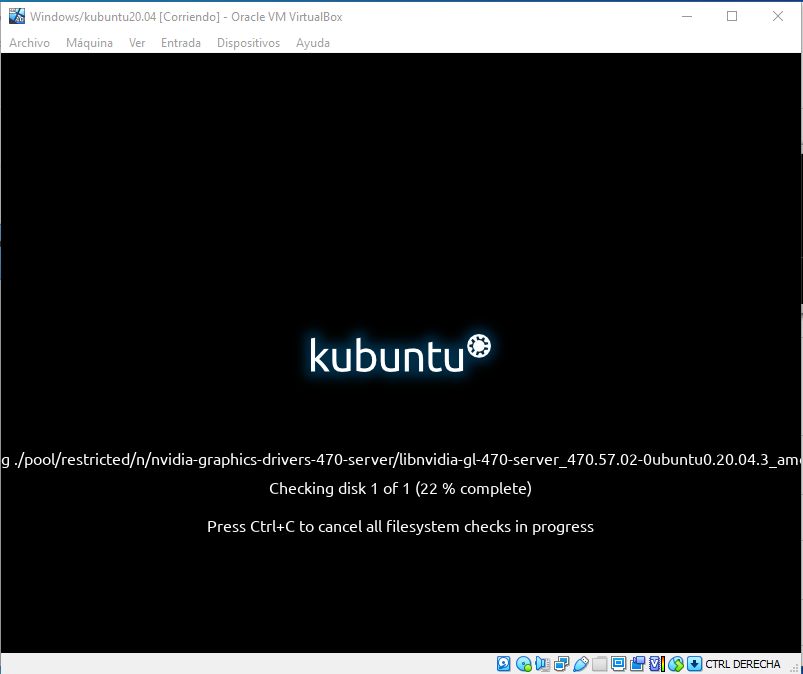 Windows/kubuntu20.04 [Corriendo] - Oracle VM VirtualBox
Archivo Máquina Ver Entrada Dispositivos Ayuda
kubuntu
g ./pool/restricted/n/nvidia-graphics-drivers-470-server/libnvidia-gl-470-server_470.57.02-0ubuntu0.20.04.3_am
Checking disk 1 of 1 (22 % complete)
Press Ctrl+C to cancel all filesystem checks in progress
CTRL DERECHA